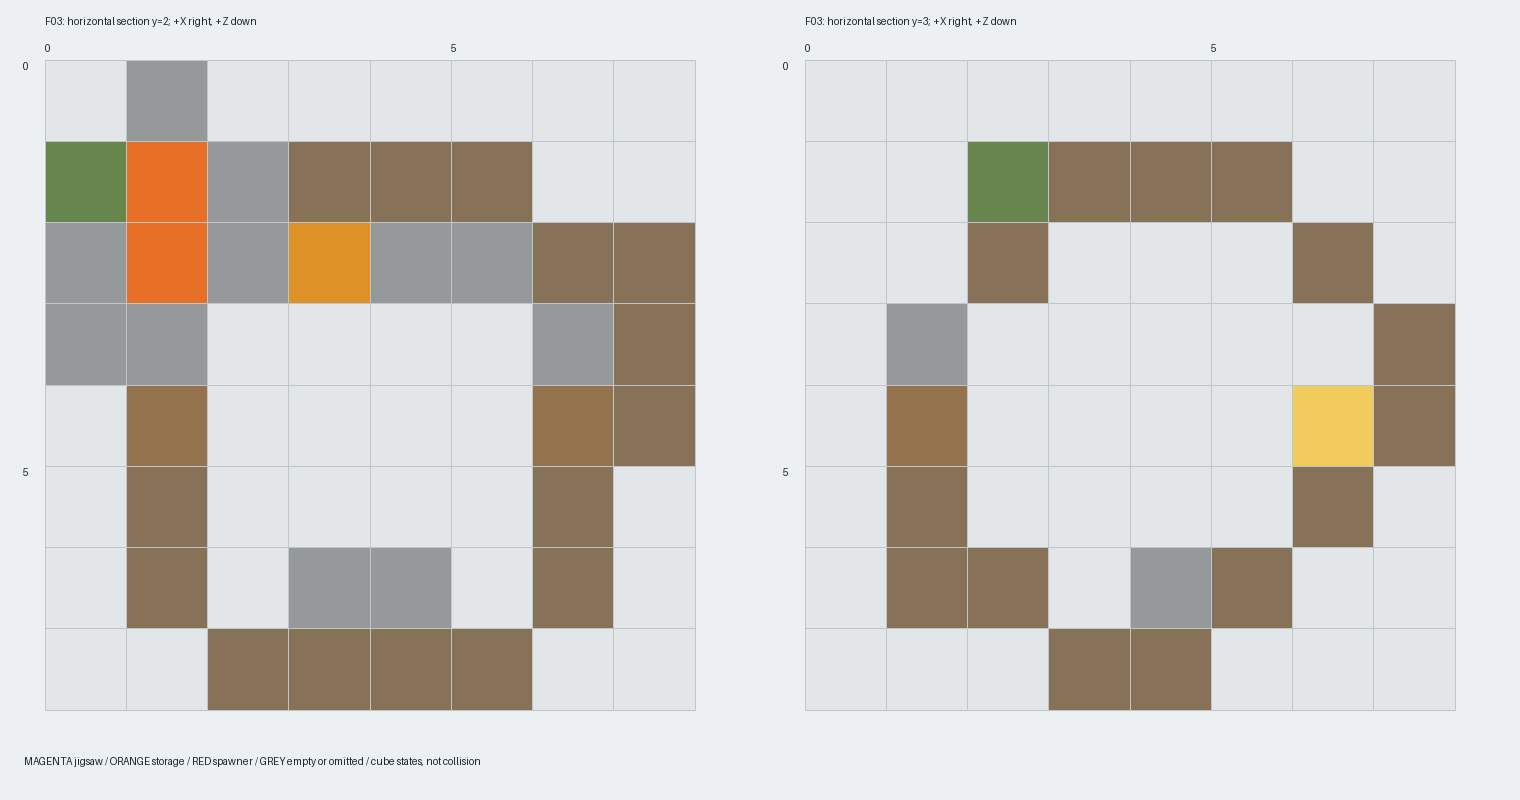 F03: horizontal section y=2; +X right, +Z down
F03: horizontal section y=3; +X right, +Z down
0 5
0 5
0
0
5
5
MAGENTA jigsaw / ORANGE storage / RED spawner / GREY empty or omitted / cube states, not collision